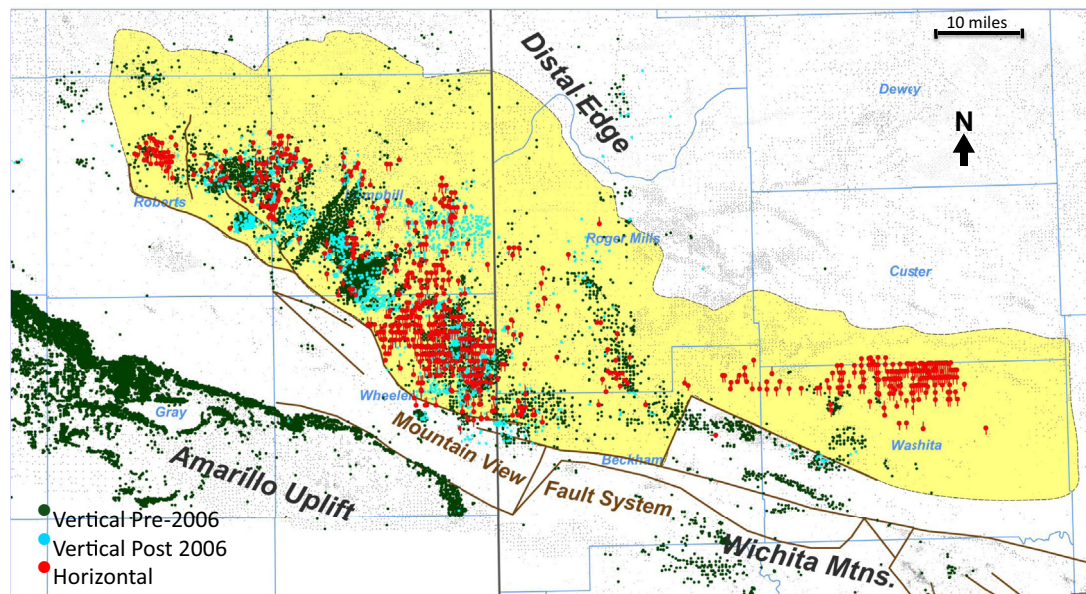 10 miles
Distal Edge
Dewey
N
Roberts
Hemphill
Roger Mills
Custer
Wheeler
Gray
Mountain View
Washita
Beckham
Amarillo Uplift
Fault System
Vertical Pre-2006
Vertical Post 2006
Wichita Mtns.
Horizontal